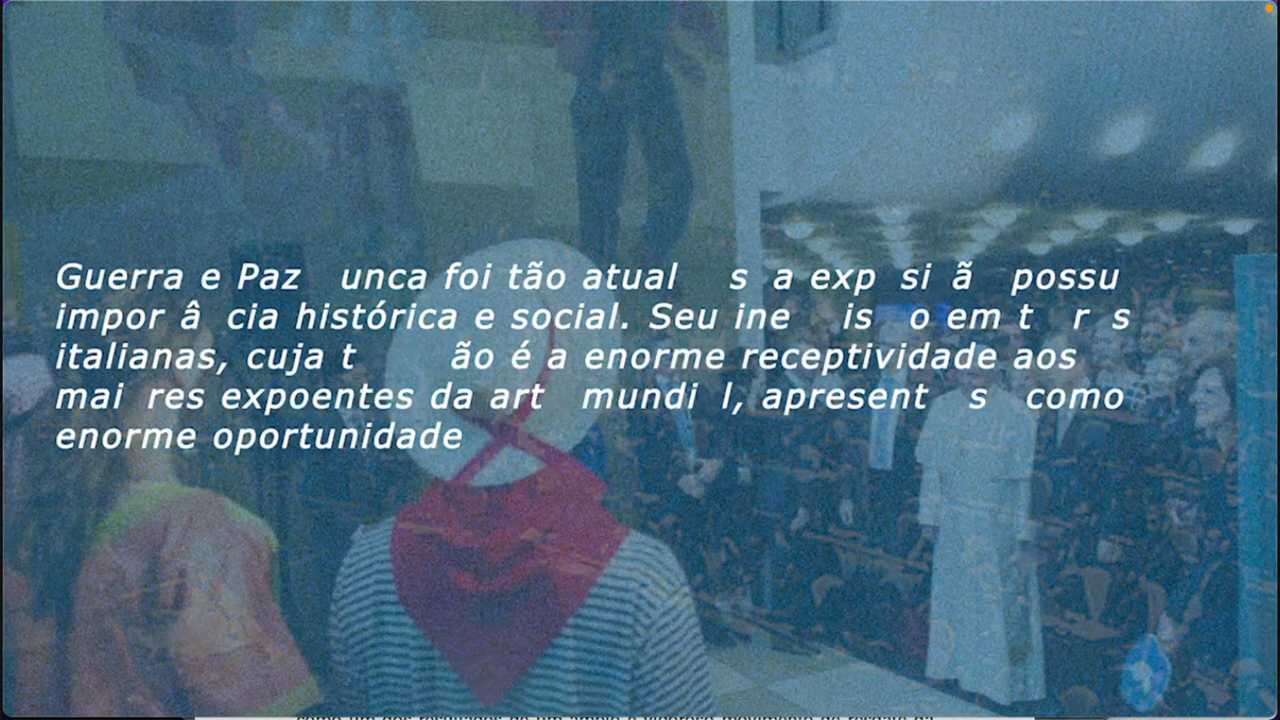 Guerra e Paz unca foi tão atual s a exp si ã possu
impor â cia histórica e social. Seu ine is o em t r s
italianas, cuja t ão é a enorme receptividade aos
mai res expoentes da art mundi l, apresent s como
enorme oportunidade